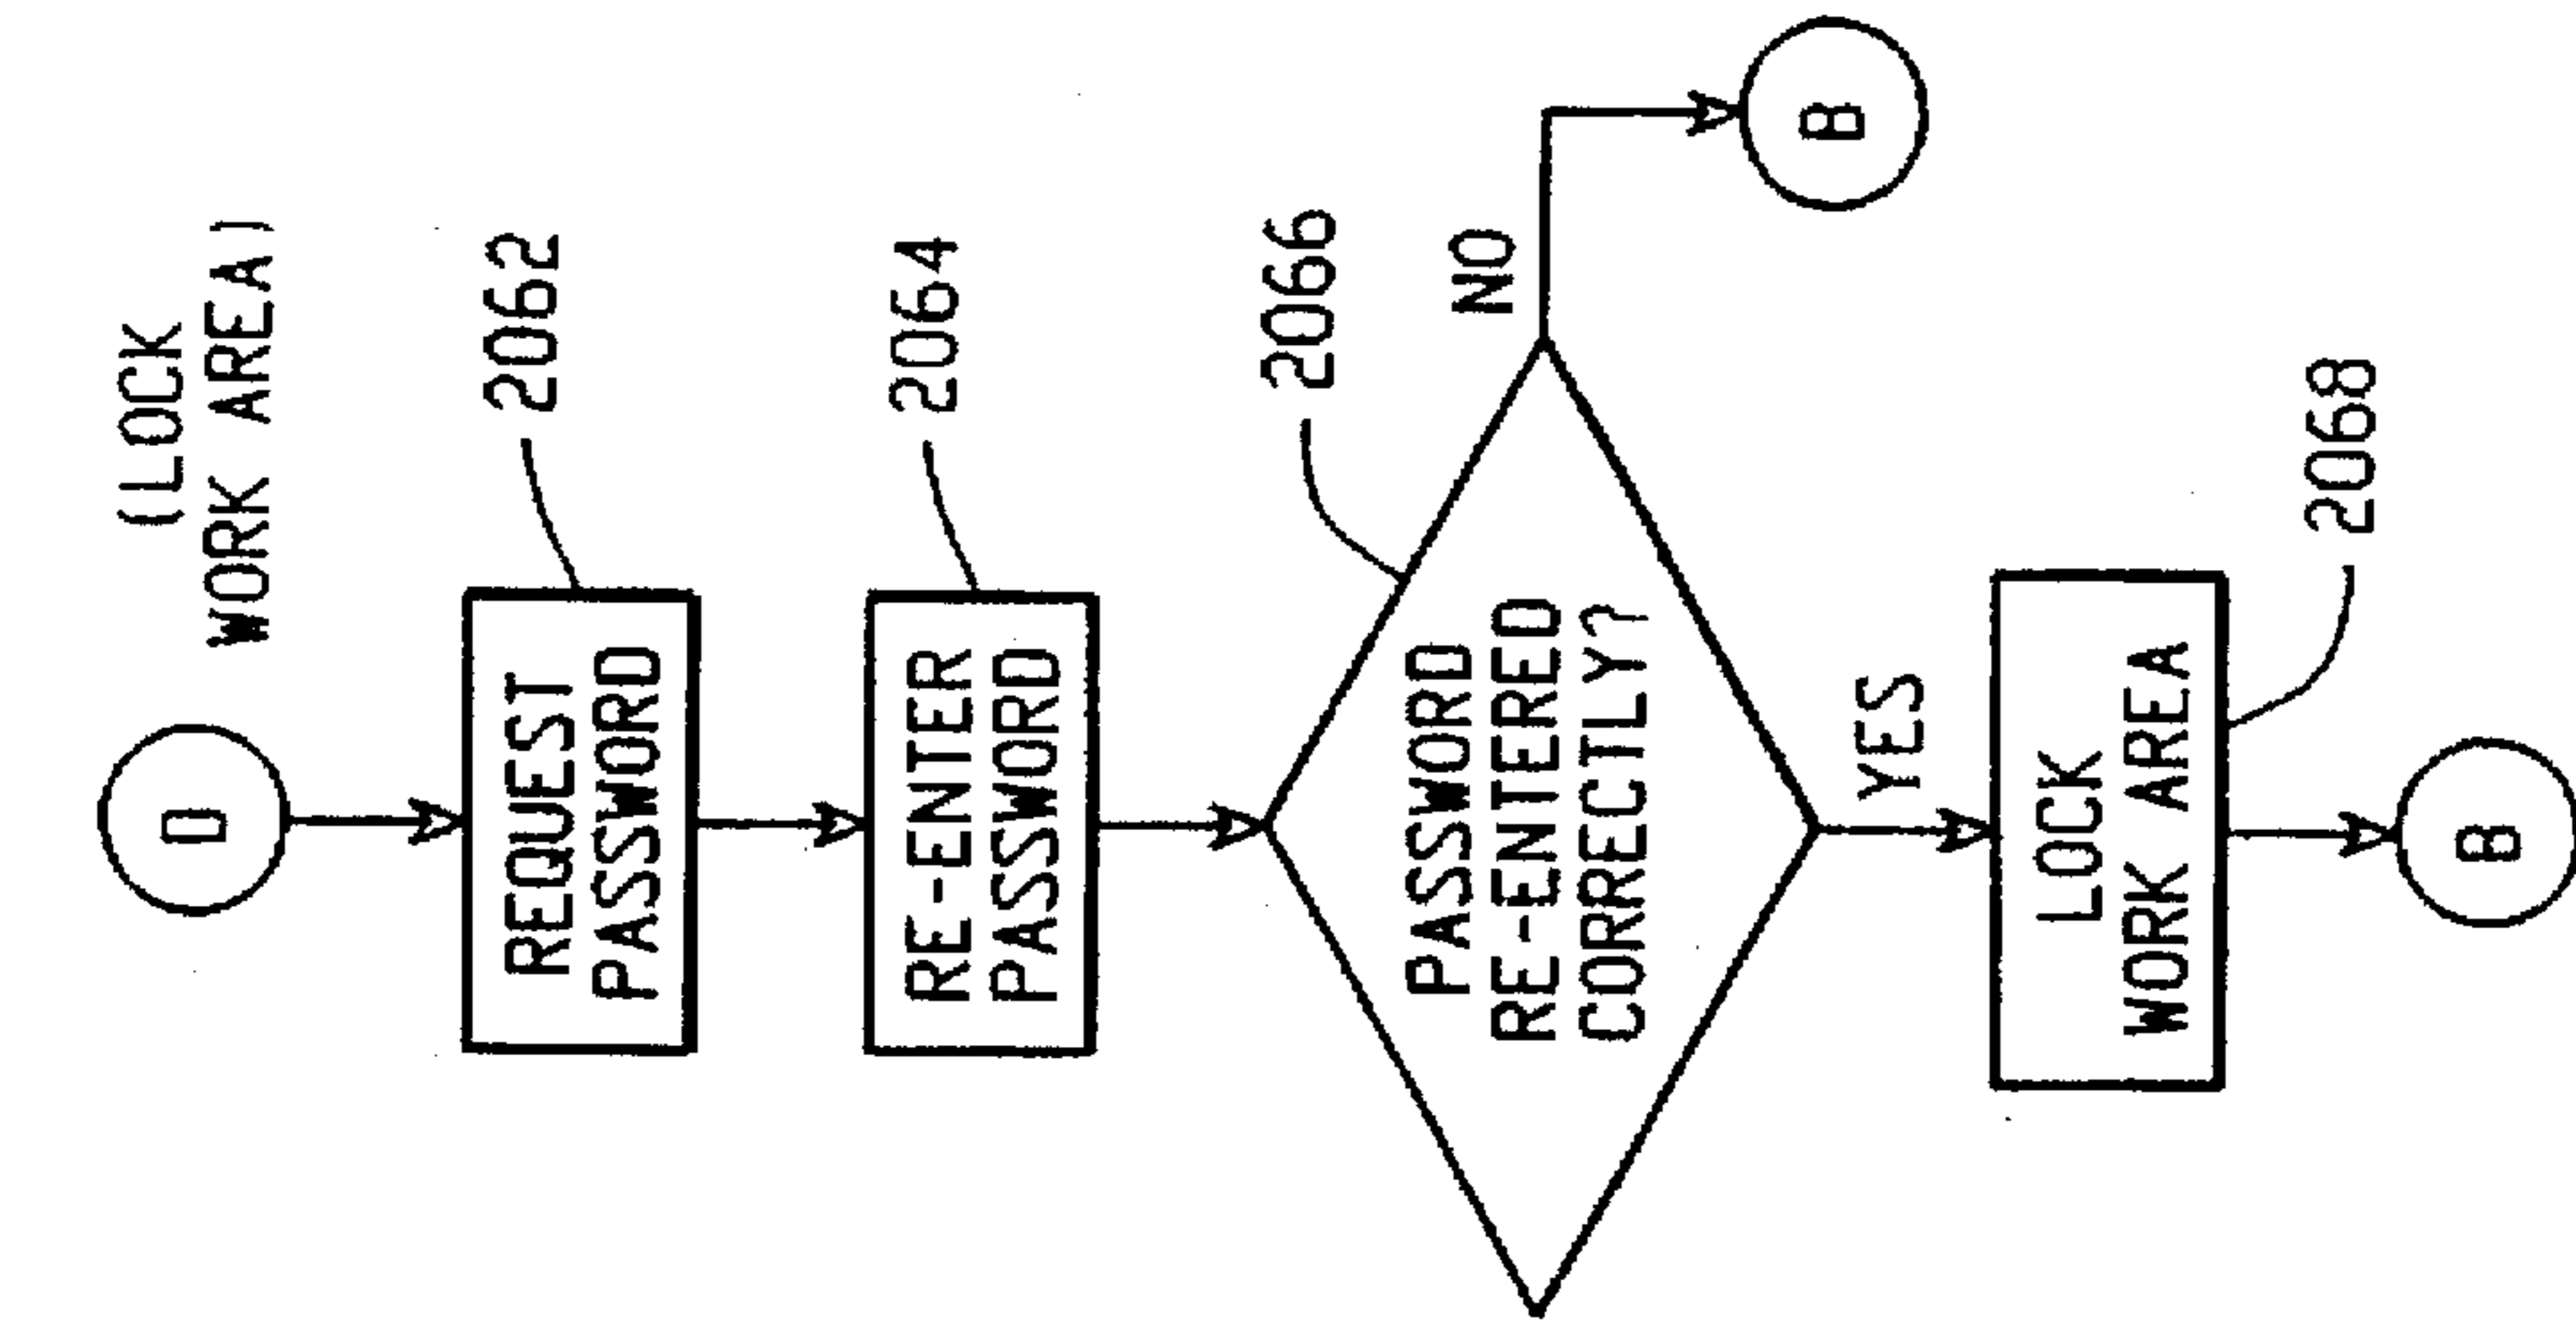 D
(LOCK
WORK AREA)
REQUEST
PASSWORD
2062
RE-ENTER
PASSWORD
2064
PASSWORD
RE-ENTERED
CORRECTLY?
2066
NO
B
YES
LOCK
WORK AREA
2068
B